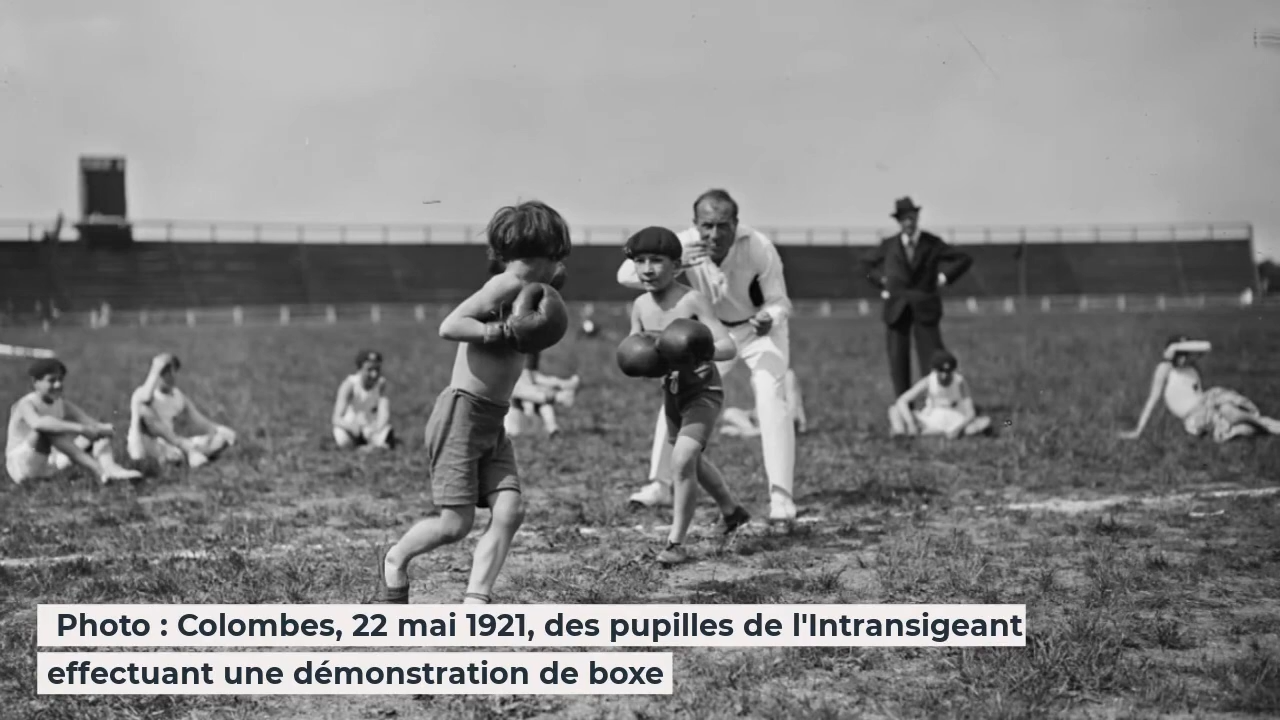 Photo : Colombes, 22 mai 1921, des pupilles de l'Intransigeant
effectuant une démonstration de boxe